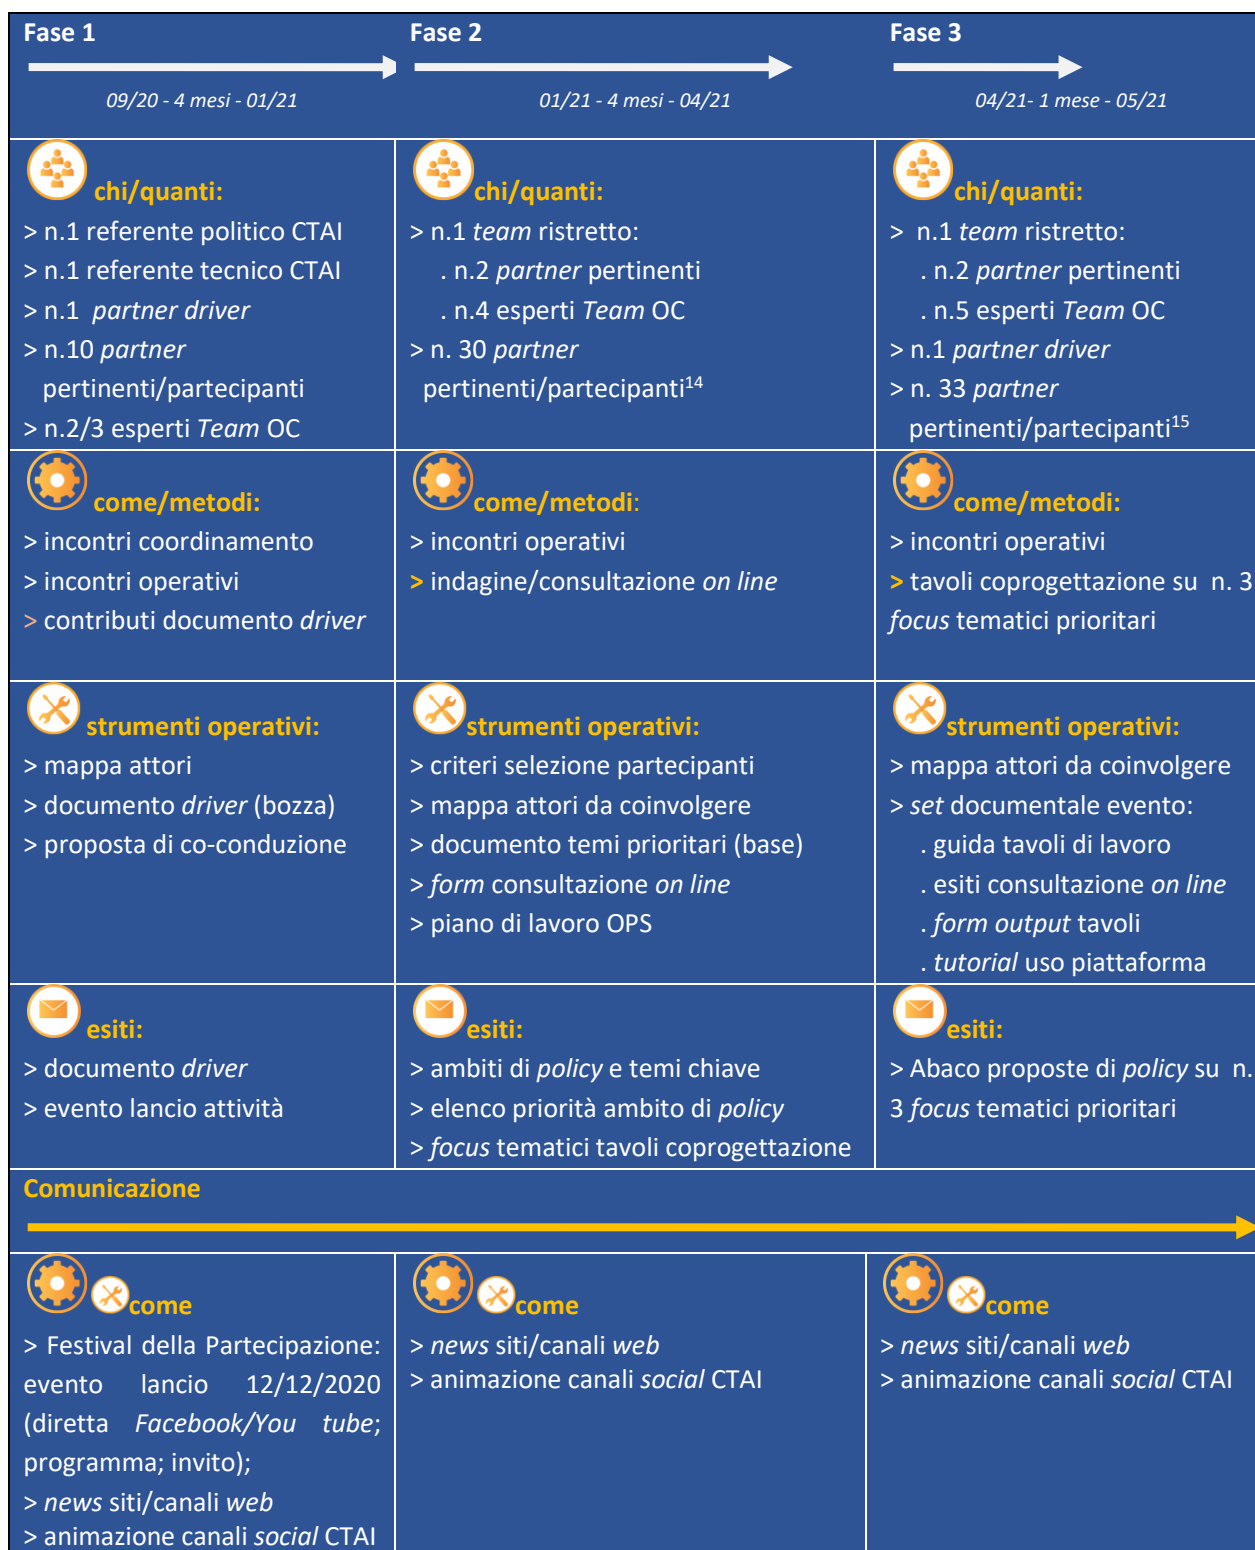 Fase 1
09/20 - 4 mesi - 01/21
Fase 2
01/21 - 4 mesi - 04/21
Fase 3
04/21- 1 mese - 05/21
chi/quanti:
> n.1 referente politico CTAI
> n.1 referente tecnico CTAI
> n.1 partner driver
> n.10 partner
pertinenti/partecipanti
> n.2/3 esperti Team OC
chi/quanti:
> n.1 team ristretto:
. n.2 partner pertinenti
. n.4 esperti Team OC
> n. 30 partner
pertinenti/partecipanti14
chi/quanti:
> n.1 team ristretto:
. n.2 partner pertinenti
. n.5 esperti Team OC
> n.1 partner driver
> n. 33 partner
pertinenti/partecipanti15
come/metodi:
> incontri coordinamento
> incontri operativi
> contributi documento driver
come/metodi:
> incontri operativi
> indagine/consultazione on line
come/metodi:
> incontri operativi
> tavoli coprogettazione su n. 3
focus tematici prioritari
strumenti operativi:
> mappa attori
> documento driver (bozza)
> proposta di co-conduzione
strumenti operativi:
> criteri selezione partecipanti
> mappa attori da coinvolgere
> documento temi prioritari (base)
> form consultazione on line
> piano di lavoro OPS
strumenti operativi:
> mappa attori da coinvolgere
> set documentale evento:
. guida tavoli di lavoro
. esiti consultazione on line
. form output tavoli
. tutorial uso piattaforma
esiti:
> documento driver
> evento lancio attività
esiti:
> ambiti di policy e temi chiave
> elenco priorità ambito di policy
> focus tematici tavoli coprogettazione
esiti:
> Abaco proposte di policy su n.
3 focus tematici prioritari
Comunicazione
come
> Festival della Partecipazione:
evento lancio 12/12/2020
(diretta Facebook/You tube;
programma; invito);
> news siti/canali web
> animazione canali social CTAI
come
> news siti/canali web
> animazione canali social CTAI
come
> news siti/canali web
> animazione canali social CTAI